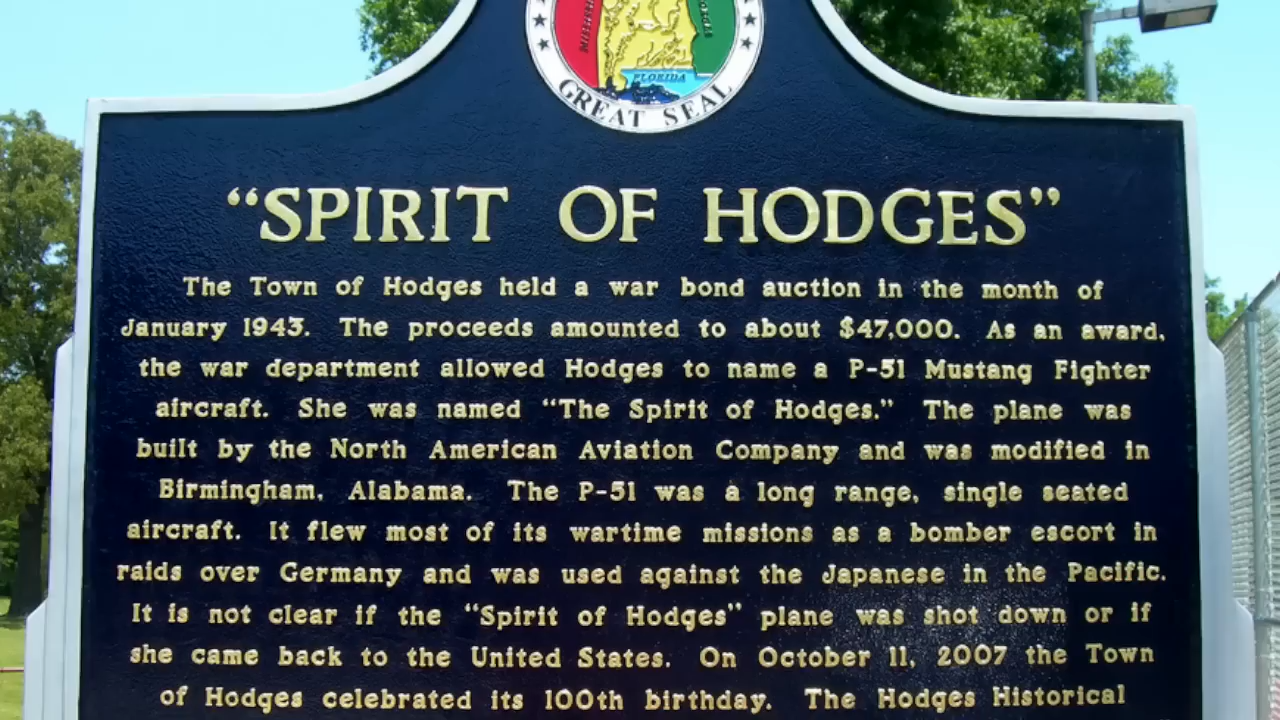 FLORIDA
GREAT SEAL
"SPIRIT OF HODGES"
The Town of Hodges held a war bond auction in the month of
January 1943. The proceeds amounted to about $47,000. As an award,
the war department allowed Hodges to name a P-51 Mustang Fighter
aircraft. She was named "The Spirit of Hodges." The plane was
built by the North American Aviation Company and was modified in
Birmingham, Alabama. The P-51 was a long range, single seated
aircraft. It flew most of its wartime missions as a bomber escort in
raids over Germany and was used against the Japanese in the Pacific.
It is not clear if the "Spirit of Hodges" plane was shot down or if
she came back to the United States. On October 11, 2007 the Town
of Hodges celebrated its 100th birthday. The Hodges Historical